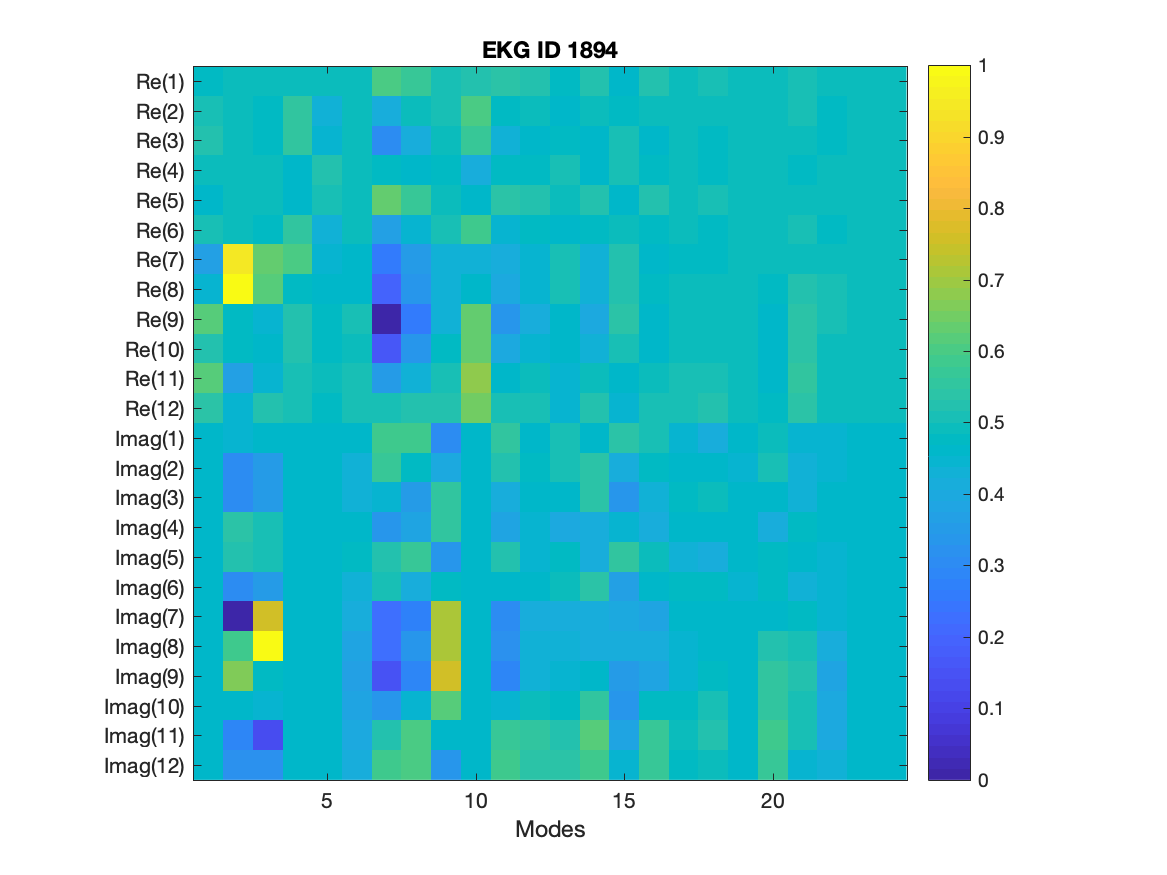 EKG ID 1894
Re(1)
Re(2)
Re(3)
Re(4)
Re(5)
Re(6)
Re(7)
Re(8)
Re(9)
Re(10)
Re(11)
Re(12)
Imag(1)
Imag(2)
Imag(3)
Imag(4)
Imag(5)
Imag(6)
Imag(7)
Imag(8)
Imag(9)
Imag(10)
Imag(11)
Imag(12)
5 10 15 20
Modes
1
0.9
0.8
0.7
0.6
0.5
0.4
0.3
0.2
0.1
0